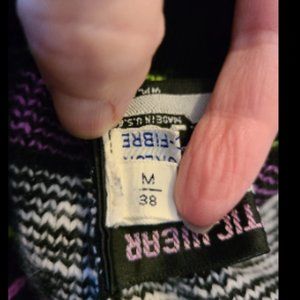 MADE IN U.S.
-FIBRE
M
38
TIC WEAR